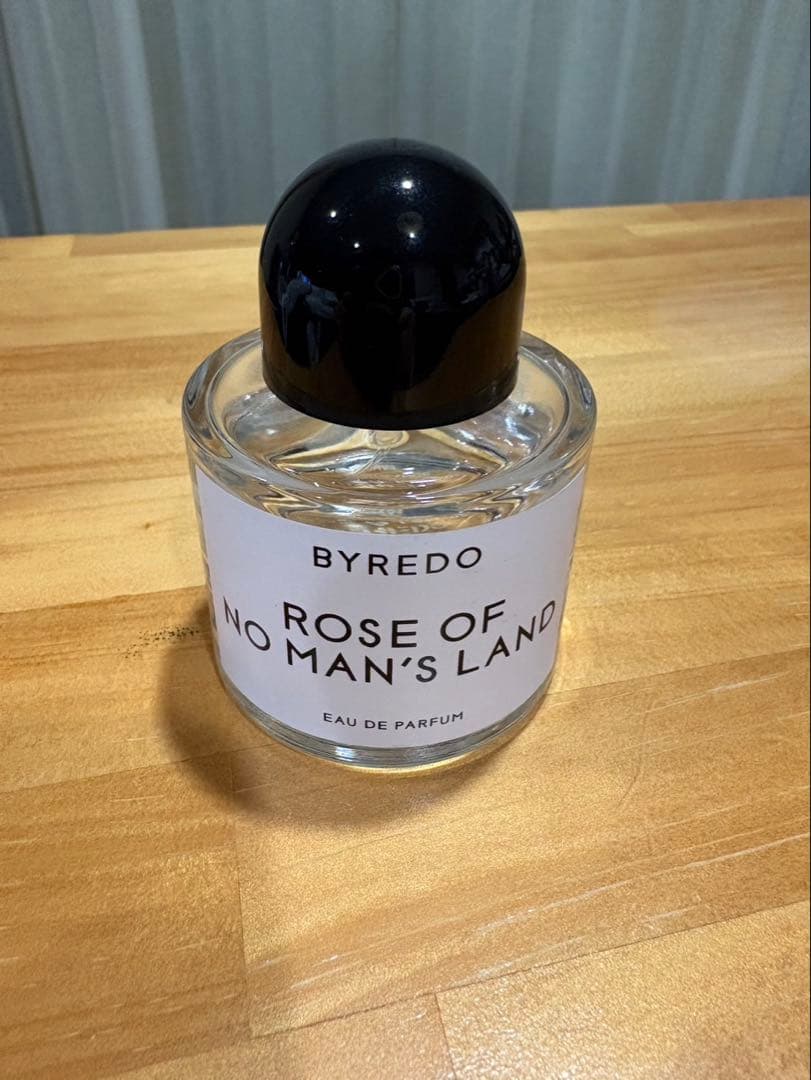 BYREDO
ROSE OF
NO MAN'S LAND
EAU DE PARFUM